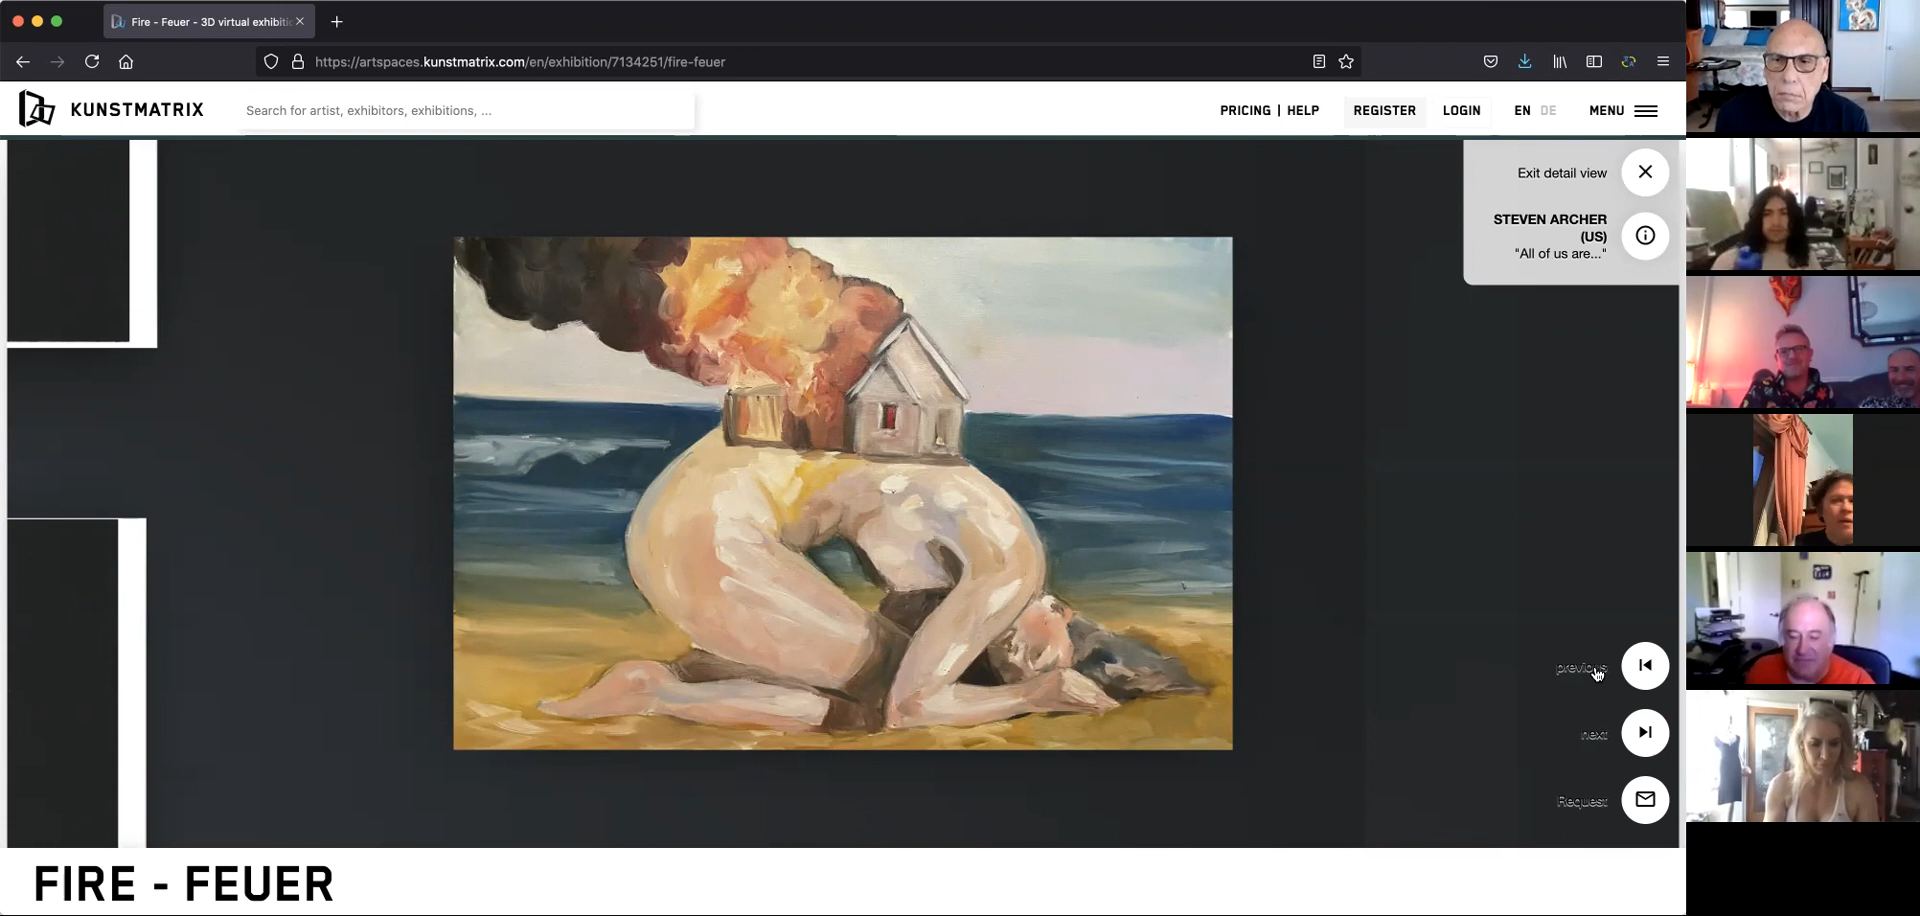 Fire - Feuer - 3D virtual exhibitio
https://artspaces.kunstmatrix.com/en/exhibition/7134251/fire-feuer
KUNSTMATRIX
Search for artist, exhibitors, exhibitions, ...
PRICING | HELP
REGISTER
LOGIN
EN DE
MENU
Exit detail view
STEVEN ARCHER
(US)
"All of us are..."
previous
next
Request
FIRE - FEUER